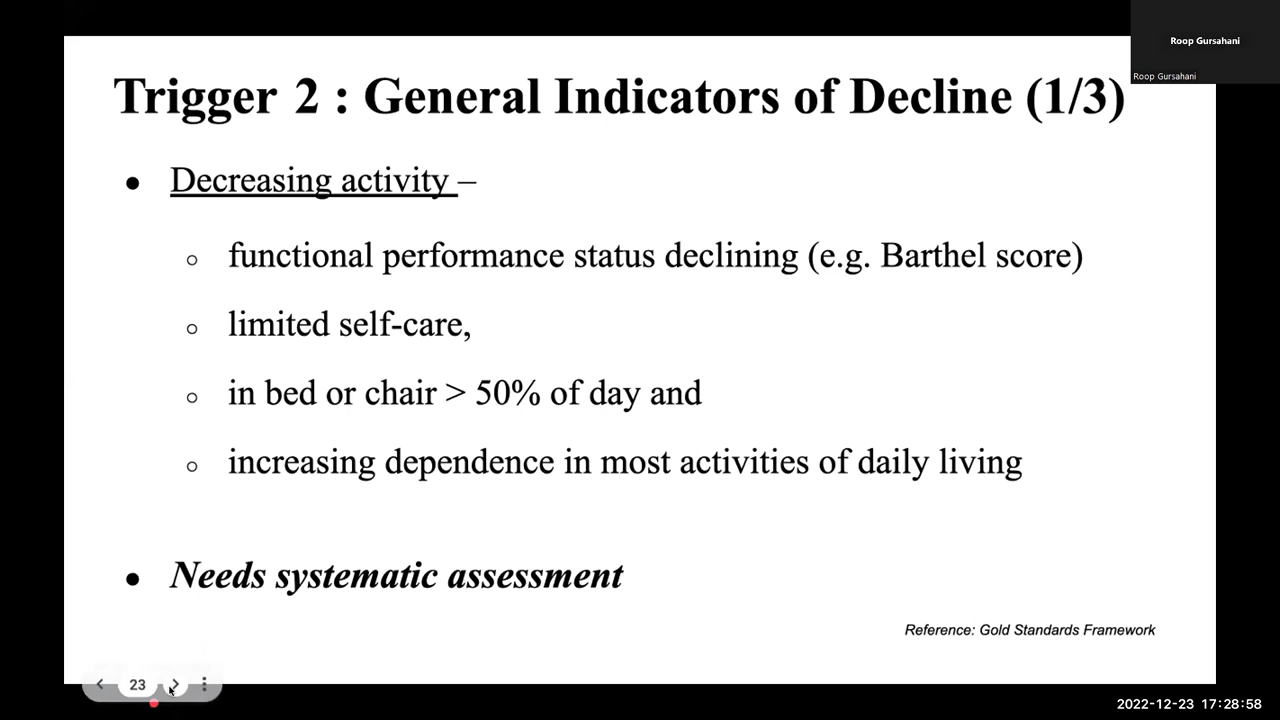 Roop Gursahani
Roop Gursahani
Trigger 2 : General Indicators of Decline (1/3)
● Decreasing activity –
○ functional performance status declining (e.g. Barthel score)
○ limited self-care,
○ in bed or chair > 50% of day and
○ increasing dependence in most activities of daily living
● Needs systematic assessment
Reference: Gold Standards Framework
23
2022-12-23 17:28:58